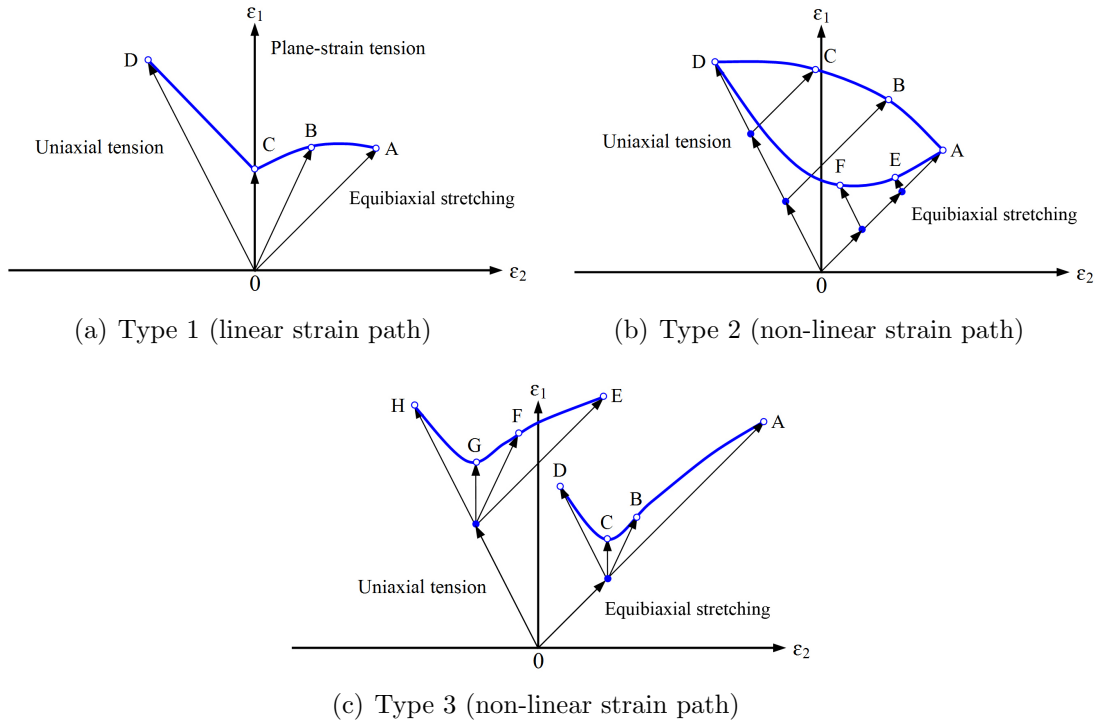 ε1
Plane-strain tension
D
C
B
A
Uniaxial tension
Equibiaxial stretching
0
ε2
(a) Type 1 (linear strain path)
ε1
D
C
B
Uniaxial tension
A
F
E
Equibiaxial stretching
0
ε2
(b) Type 2 (non-linear strain path)
ε1
H
E
F
G
A
D
B
C
Uniaxial tension
Equibiaxial stretching
0
ε2
(c) Type 3 (non-linear strain path)